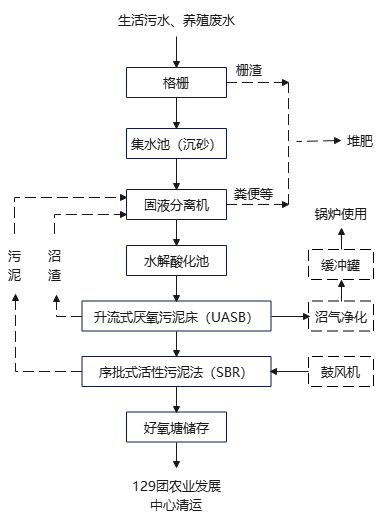 生活污水、养殖废水
格栅
栅渣
集水池（沉砂）
堆肥
固液分离机
粪便等
锅炉使用
污泥
沼渣
水解酸化池
缓冲罐
升流式厌氧污泥床（UASB）
沼气净化
序批式活性污泥法（SBR）
鼓风机
好氧塘储存
129团农业发展
中心清运